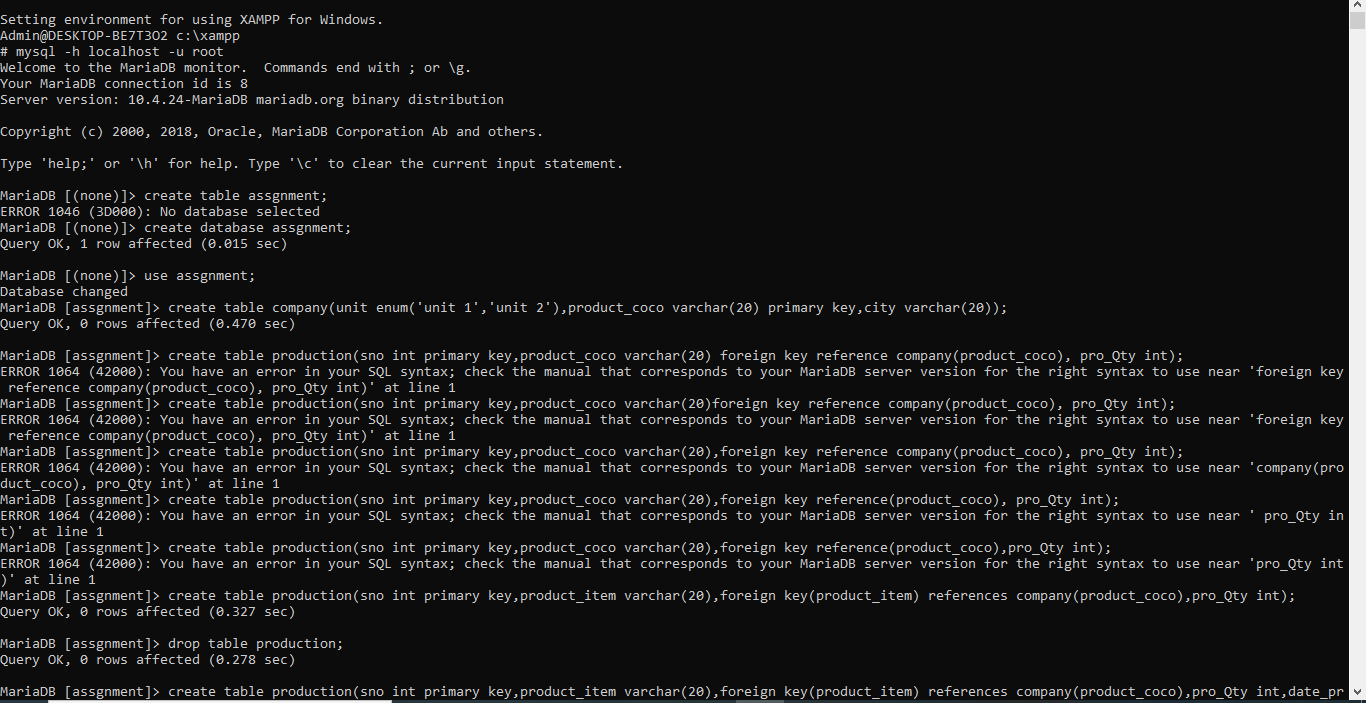 Setting environment for using XAMPP for Windows.
Admin@DESKTOP-BE7T3O2 c:\xampp
# mysql -h localhost -u root
Welcome to the MariaDB monitor.  Commands end with ; or \g.
Your MariaDB connection id is 8
Server version: 10.4.24-MariaDB mariadb.org binary distribution

Copyright (c) 2000, 2018, Oracle, MariaDB Corporation Ab and others.

Type 'help;' or '\h' for help. Type '\c' to clear the current input statement.

MariaDB [(none)]> create table assgnment;
ERROR 1046 (3D000): No database selected
MariaDB [(none)]> create database assgnment;
Query OK, 1 row affected (0.015 sec)

MariaDB [(none)]> use assgnment;
Database changed
MariaDB [assgnment]> create table company(unit enum('unit 1','unit 2'),product_coco varchar(20) primary key,city varchar(20));
Query OK, 0 rows affected (0.470 sec)

MariaDB [assgnment]> create table production(sno int primary key,product_coco varchar(20) foreign key reference company(product_coco), pro_Qty int);
ERROR 1064 (42000): You have an error in your SQL syntax; check the manual that corresponds to your MariaDB server version for the right syntax to use near 'foreign key
 reference company(product_coco), pro_Qty int)' at line 1
MariaDB [assgnment]> create table production(sno int primary key,product_coco varchar(20)foreign key reference company(product_coco), pro_Qty int);
ERROR 1064 (42000): You have an error in your SQL syntax; check the manual that corresponds to your MariaDB server version for the right syntax to use near 'foreign key
 reference company(product_coco), pro_Qty int)' at line 1
MariaDB [assgnment]> create table production(sno int primary key,product_coco varchar(20),foreign key reference company(product_coco), pro_Qty int);
ERROR 1064 (42000): You have an error in your SQL syntax; check the manual that corresponds to your MariaDB server version for the right syntax to use near 'company(pro
duct_coco), pro_Qty int)' at line 1
MariaDB [assgnment]> create table production(sno int primary key,product_coco varchar(20),foreign key reference(product_coco), pro_Qty int);
ERROR 1064 (42000): You have an error in your SQL syntax; check the manual that corresponds to your MariaDB server version for the right syntax to use near ' pro_Qty in
t)' at line 1
MariaDB [assgnment]> create table production(sno int primary key,product_coco varchar(20),foreign key reference(product_coco),pro_Qty int);
ERROR 1064 (42000): You have an error in your SQL syntax; check the manual that corresponds to your MariaDB server version for the right syntax to use near 'pro_Qty int
)' at line 1
MariaDB [assgnment]> create table production(sno int primary key,product_item varchar(20),foreign key(product_item) references company(product_coco),pro_Qty int);
Query OK, 0 rows affected (0.327 sec)

MariaDB [assgnment]> drop table production;
Query OK, 0 rows affected (0.278 sec)

MariaDB [assgnment]> create table production(sno int primary key,product_item varchar(20),foreign key(product_item) references company(product_coco),pro_Qty int,date_pr